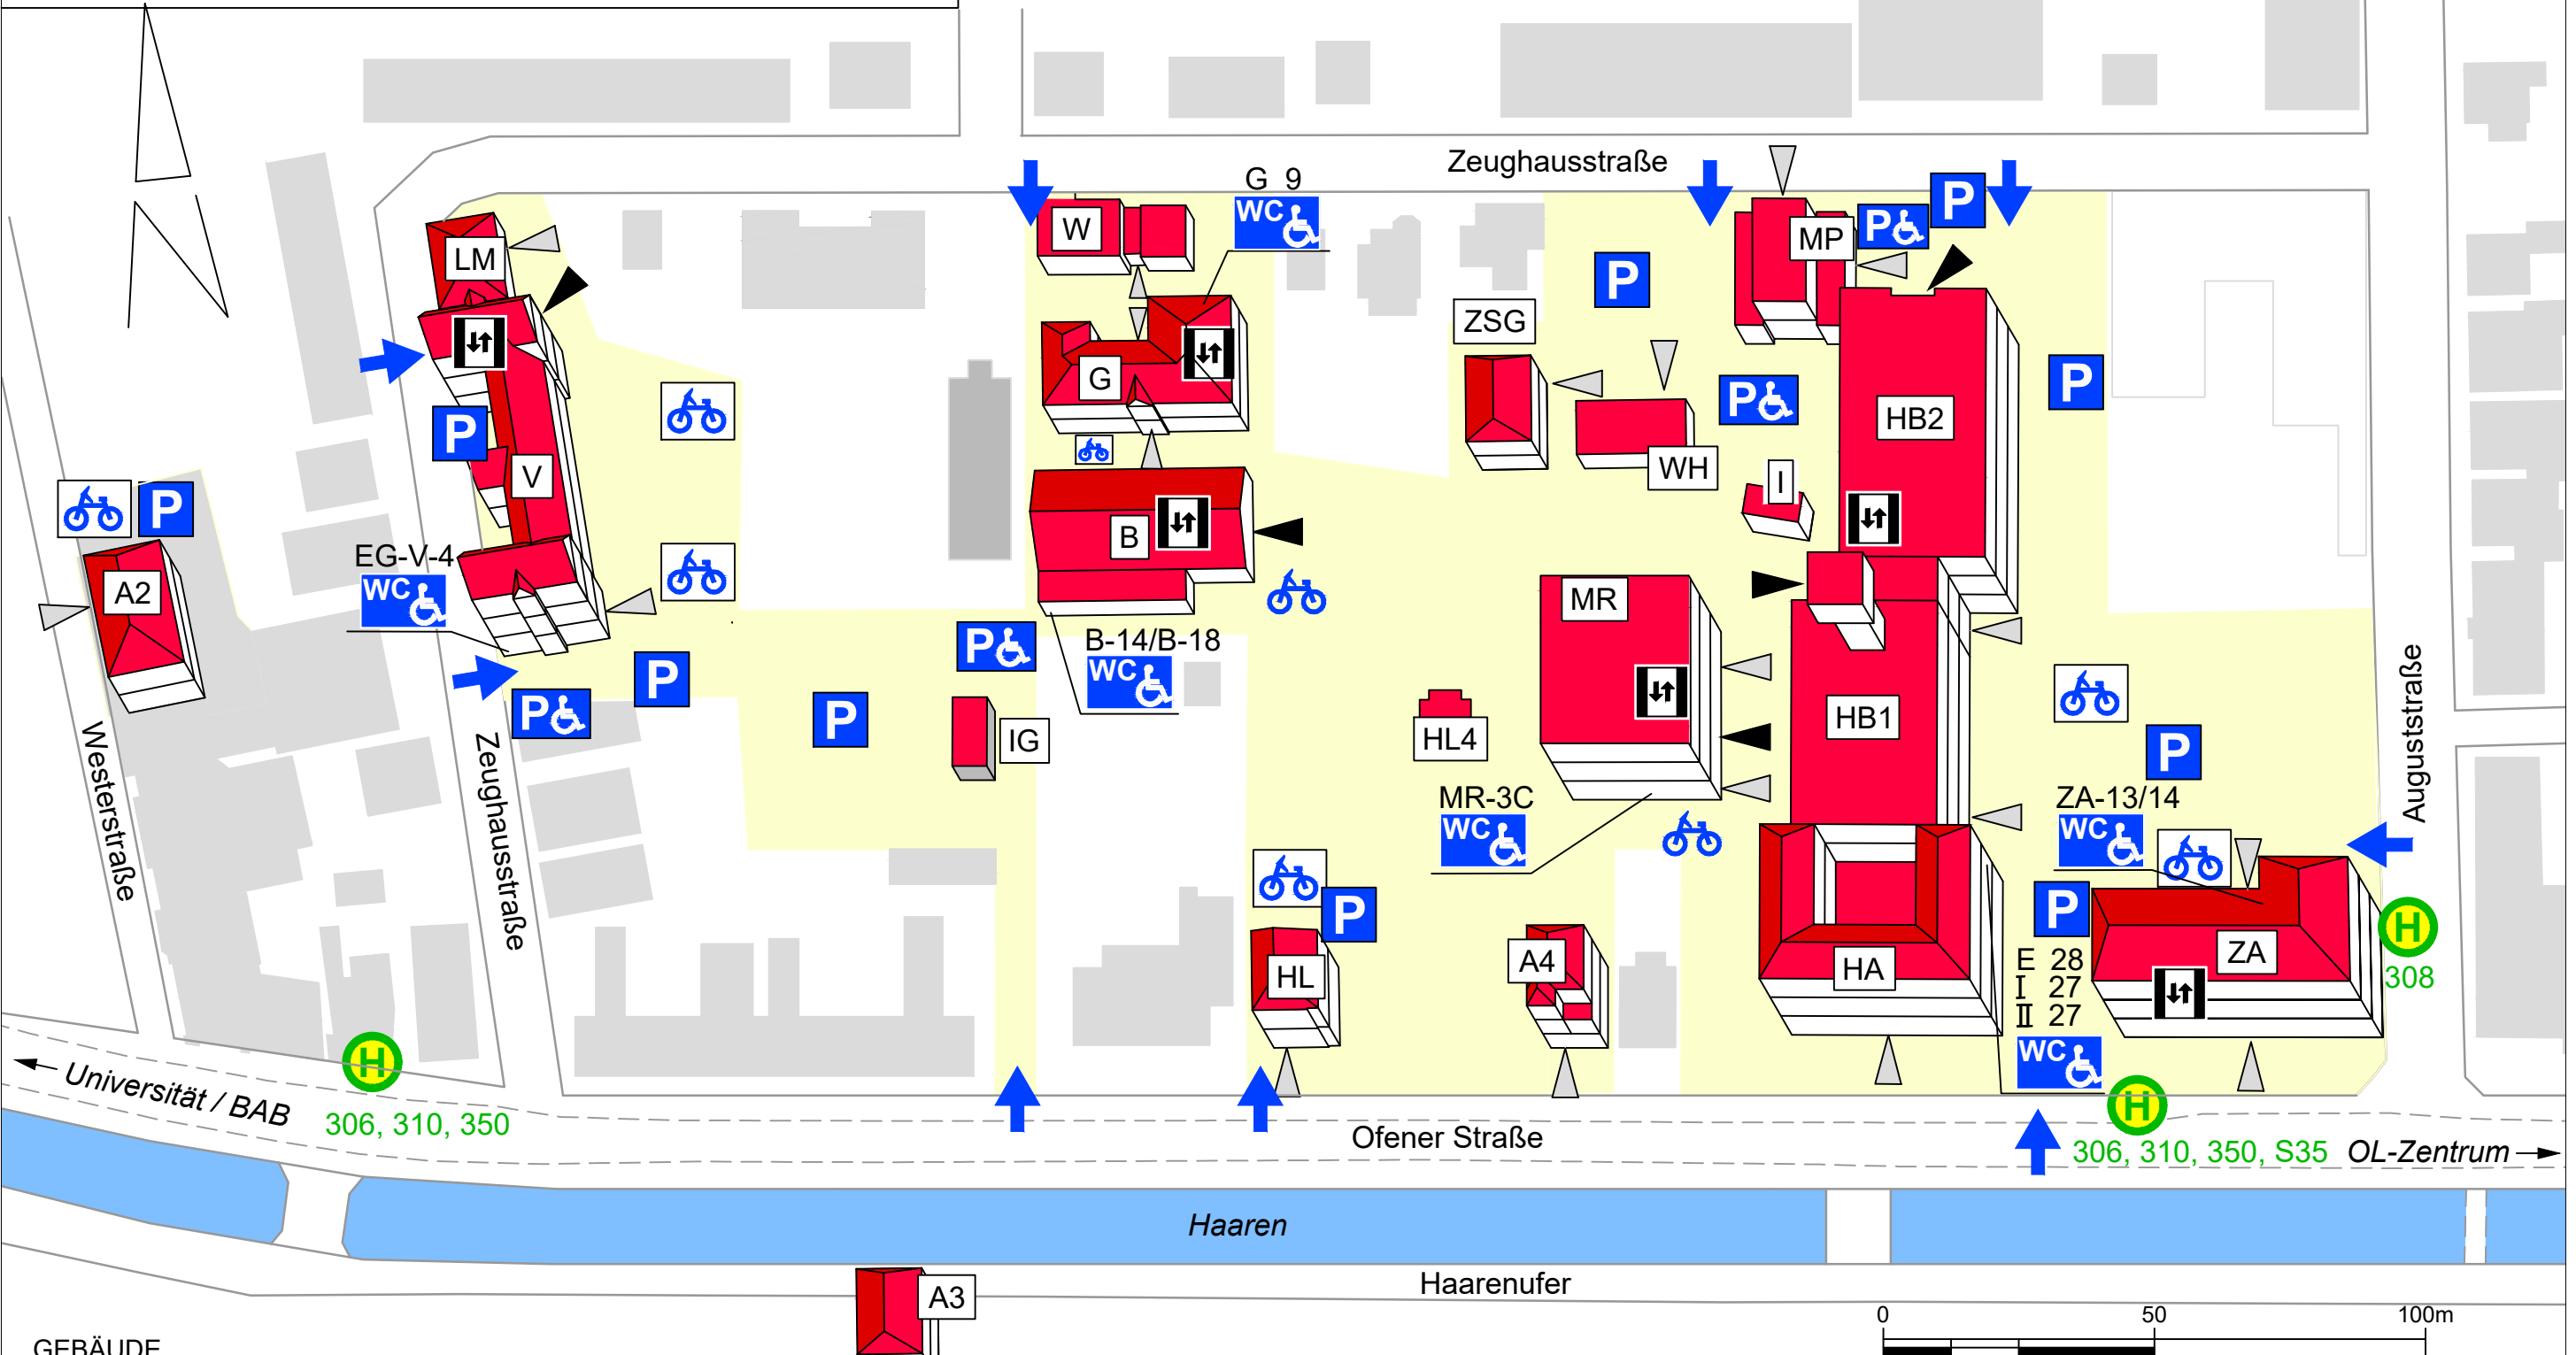 Zeughausstraße
G 9
WC
W
MP
P
P
LM
P
ZSG
G
P
HB2
P
P
WH
V
I
P
B
EG-V-4
WC
A2
MR
B-14/B-18
WC
P
P
P
P
IG
HL4
HB1
P
Auguststraße
Westerstraße
Zeughausstraße
MR-3C
WC
ZA-13/14
WC
P
P
HL
A4
HA
ZA
E 28
I 27
II 27
WC
H
308
H
306, 310, 350
Universität / BAB
H
306, 310, 350, S35
OL-Zentrum
Ofener Straße
Haaren
Haarenufer
A3
0 50 100m
GEBÄUDE